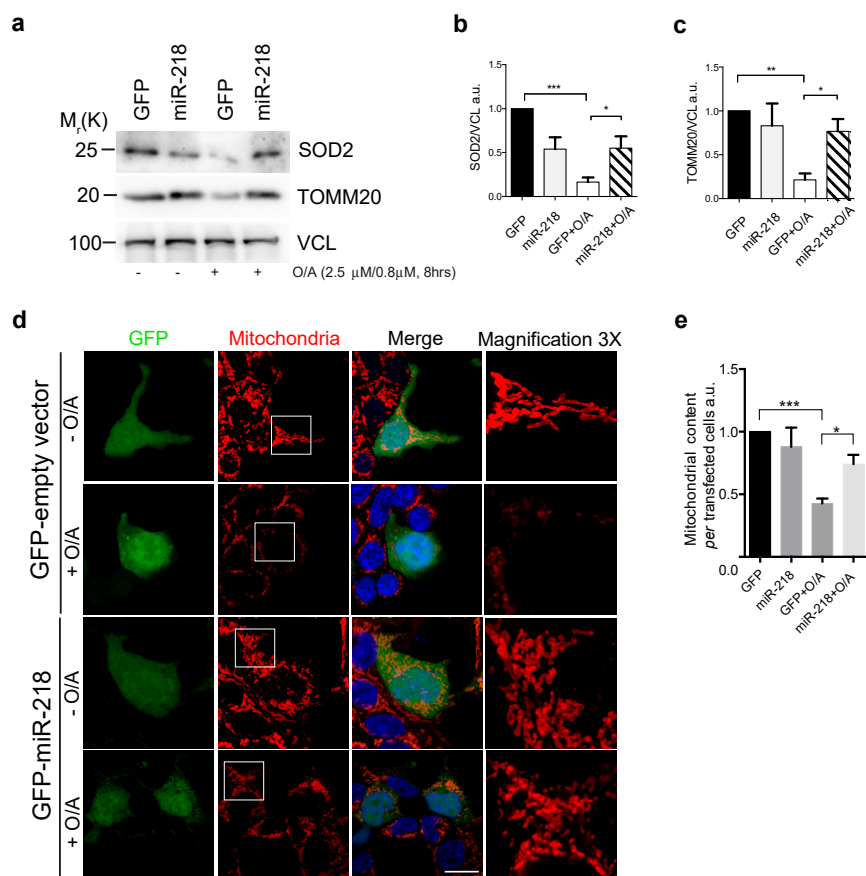 a
GFP
miR-218
GFP
miR-218
Mr(K)
25
SOD2
20
TOMM20
100
VCL
- - + + O/A (2.5 μM/0.8μM, 8hrs)
b
SOD2/VCL a.u.
1.5
1.0
0.5
0.0
***
*
GFP
miR-218
GFP+O/A
miR-218+O/A
c
TOMM20/VCL a.u.
1.5
1.0
0.5
0.0
**
*
GFP
miR-218
GFP+O/A
miR-218+O/A
d
GFP Mitochondria Merge Magnification 3X
GFP-empty vector
- O/A
+ O/A
GFP-miR-218
- O/A
+ O/A
e
Mitochondrial content
per transfected cells a.u.
1.5
1.0
0.5
0.0
***
*
GFP
miR-218
GFP+O/A
miR-218+O/A